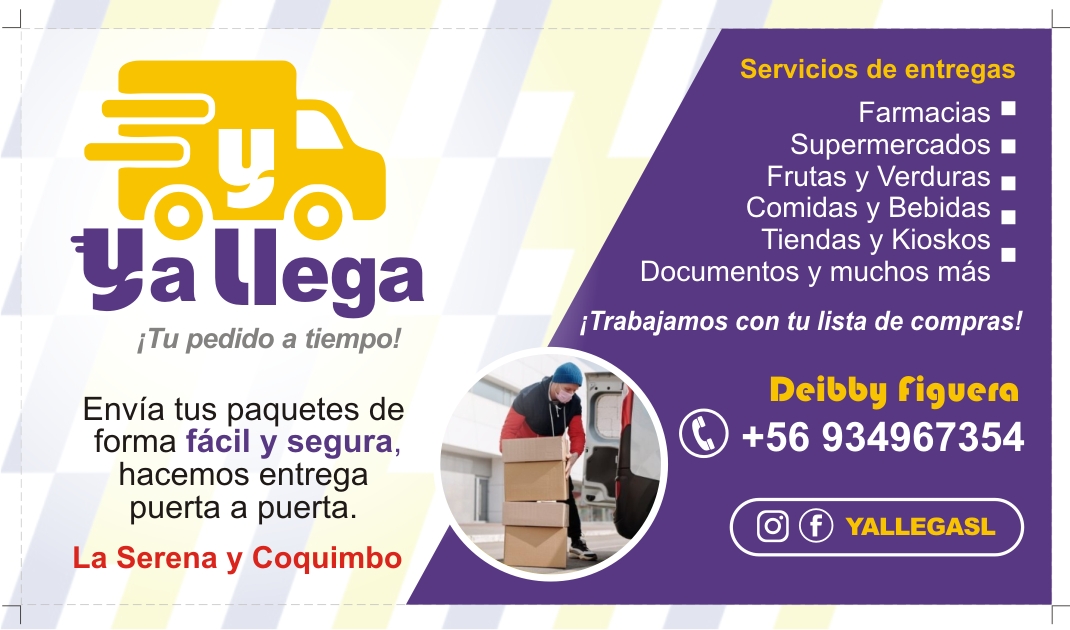 y
Ya llega
¡Tu pedido a tiempo!
Envía tus paquetes de
forma fácil y segura,
hacemos entrega
puerta a puerta.
La Serena y Coquimbo
Servicios de entregas
Farmacias
Supermercados
Frutas y Verduras
Comidas y Bebidas
Tiendas y Kioskos
Documentos y muchos más
¡Trabajamos con tu lista de compras!
Deibby Figuera
+56 934967354
YALLEGASL